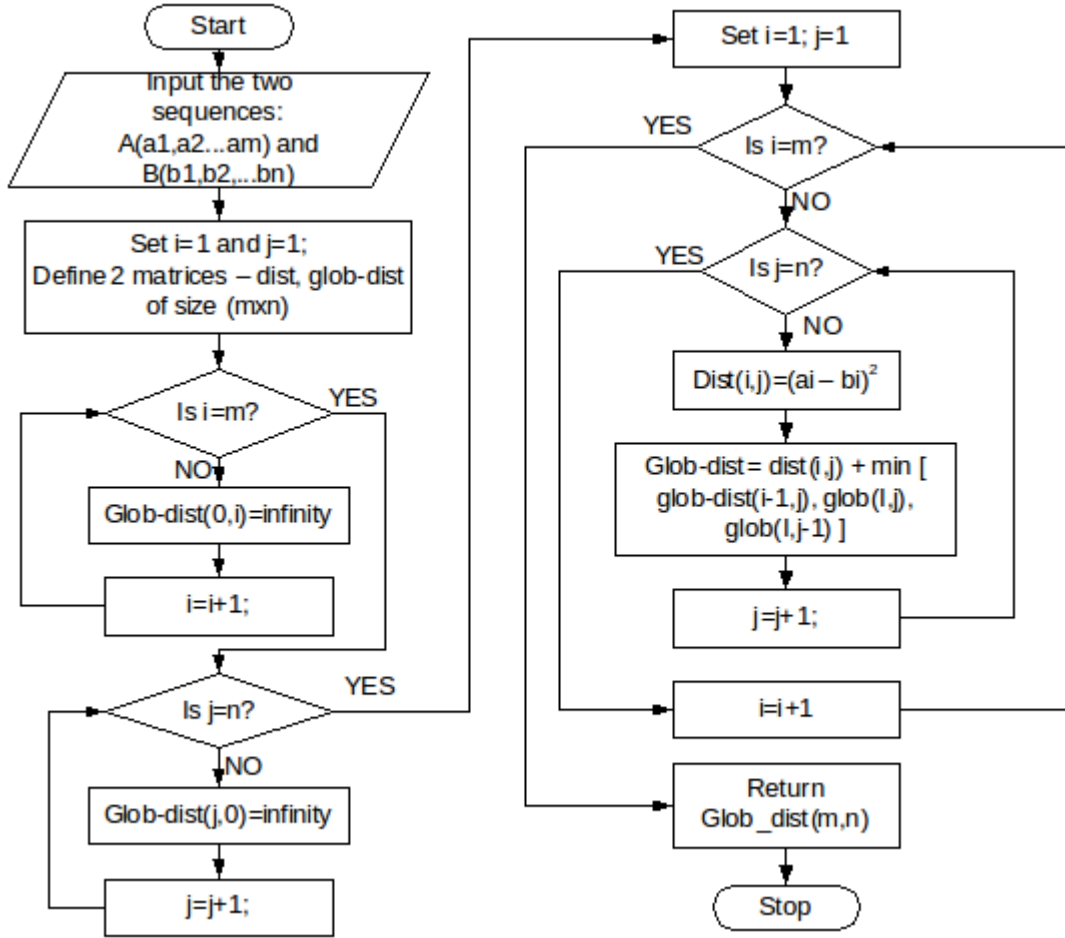 Start
Input the two
sequences:
A(a1,a2...am) and
B(b1,b2,...bn)
Set i=1 and j=1;
Define 2 matrices – dist, glob-dist
of size (mxn)
Is i=m?
YES
NO
Glob-dist(0,i)=infinity
i=i+1;
Is j=n?
YES
NO
Glob-dist(j,0)=infinity
j=j+1;
Set i=1; j=1
Is i=m?
YES
NO
Is j=n?
YES
NO
Dist(i,j)=(ai – bi)²
Glob-dist= dist(i,j) + min [
glob-dist(i-1,j), glob(I,j),
glob(I,j-1) ]
j=j+1;
i=i+1
Return
Glob_dist(m,n)
Stop